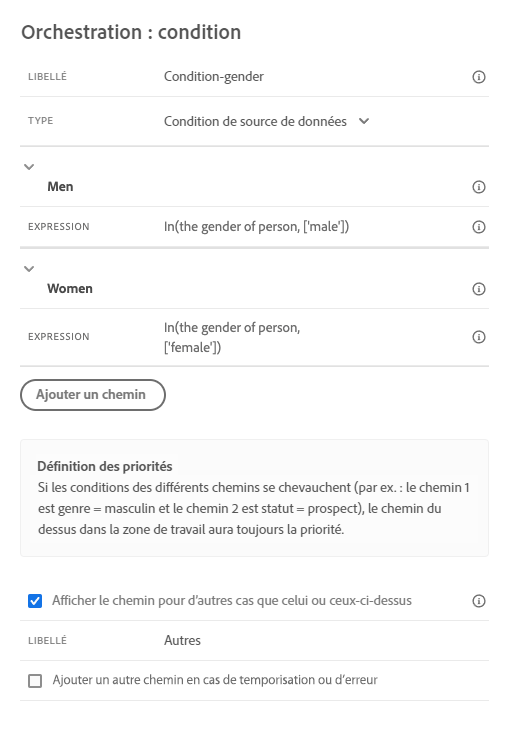 Orchestration : condition
LIBELLÉ Condition-gender
TYPE Condition de source de données
Men
EXPRESSION In(the gender of person, ['male'])
Women
EXPRESSION In(the gender of person,
['female'])
Ajouter un chemin
Définition des priorités
Si les conditions des différents chemins se chevauchent (par ex. : le chemin 1
est genre = masculin et le chemin 2 est statut = prospect), le chemin du
dessus dans la zone de travail aura toujours la priorité.
Afficher le chemin pour d'autres cas que celui ou ceux-ci-dessus
LIBELLÉ Autres
Ajouter un autre chemin en cas de temporisation ou d'erreur